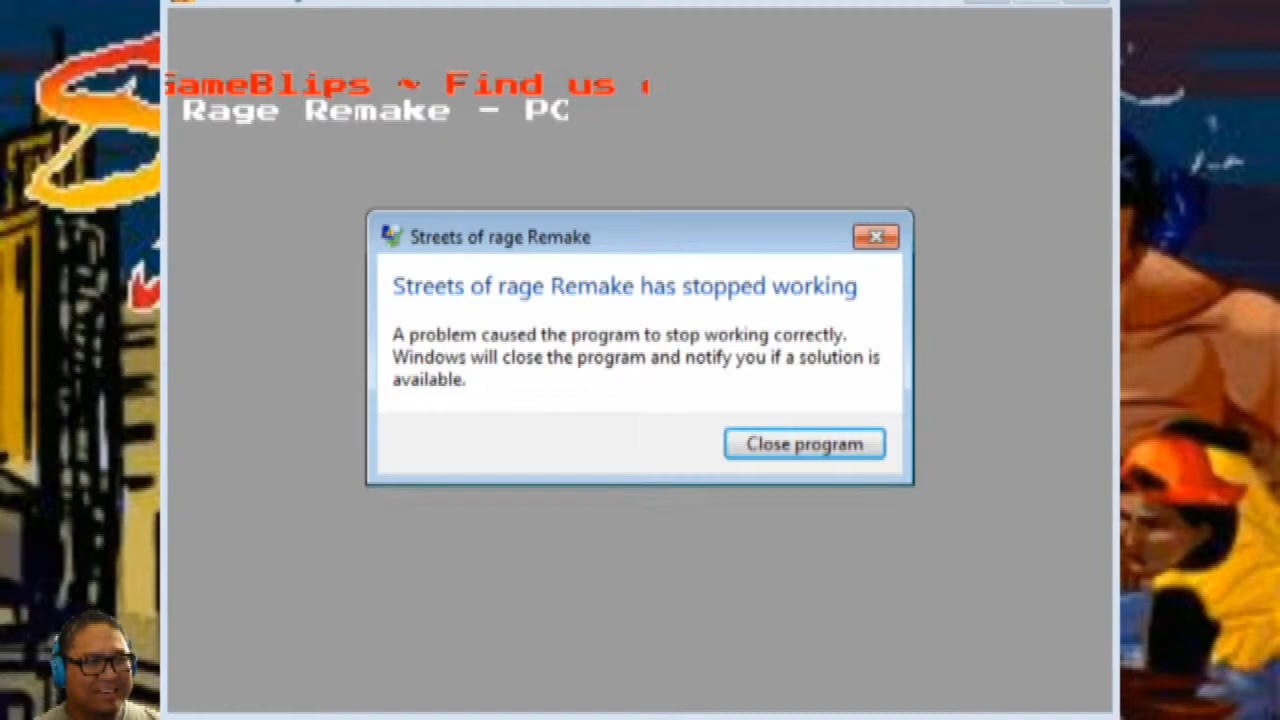 GameBlips ~ Find us
Rage Remake - PC
Streets of rage Remake
Streets of rage Remake has stopped working
A problem caused the program to stop working correctly.
Windows will close the program and notify you if a solution is
available.
Close program